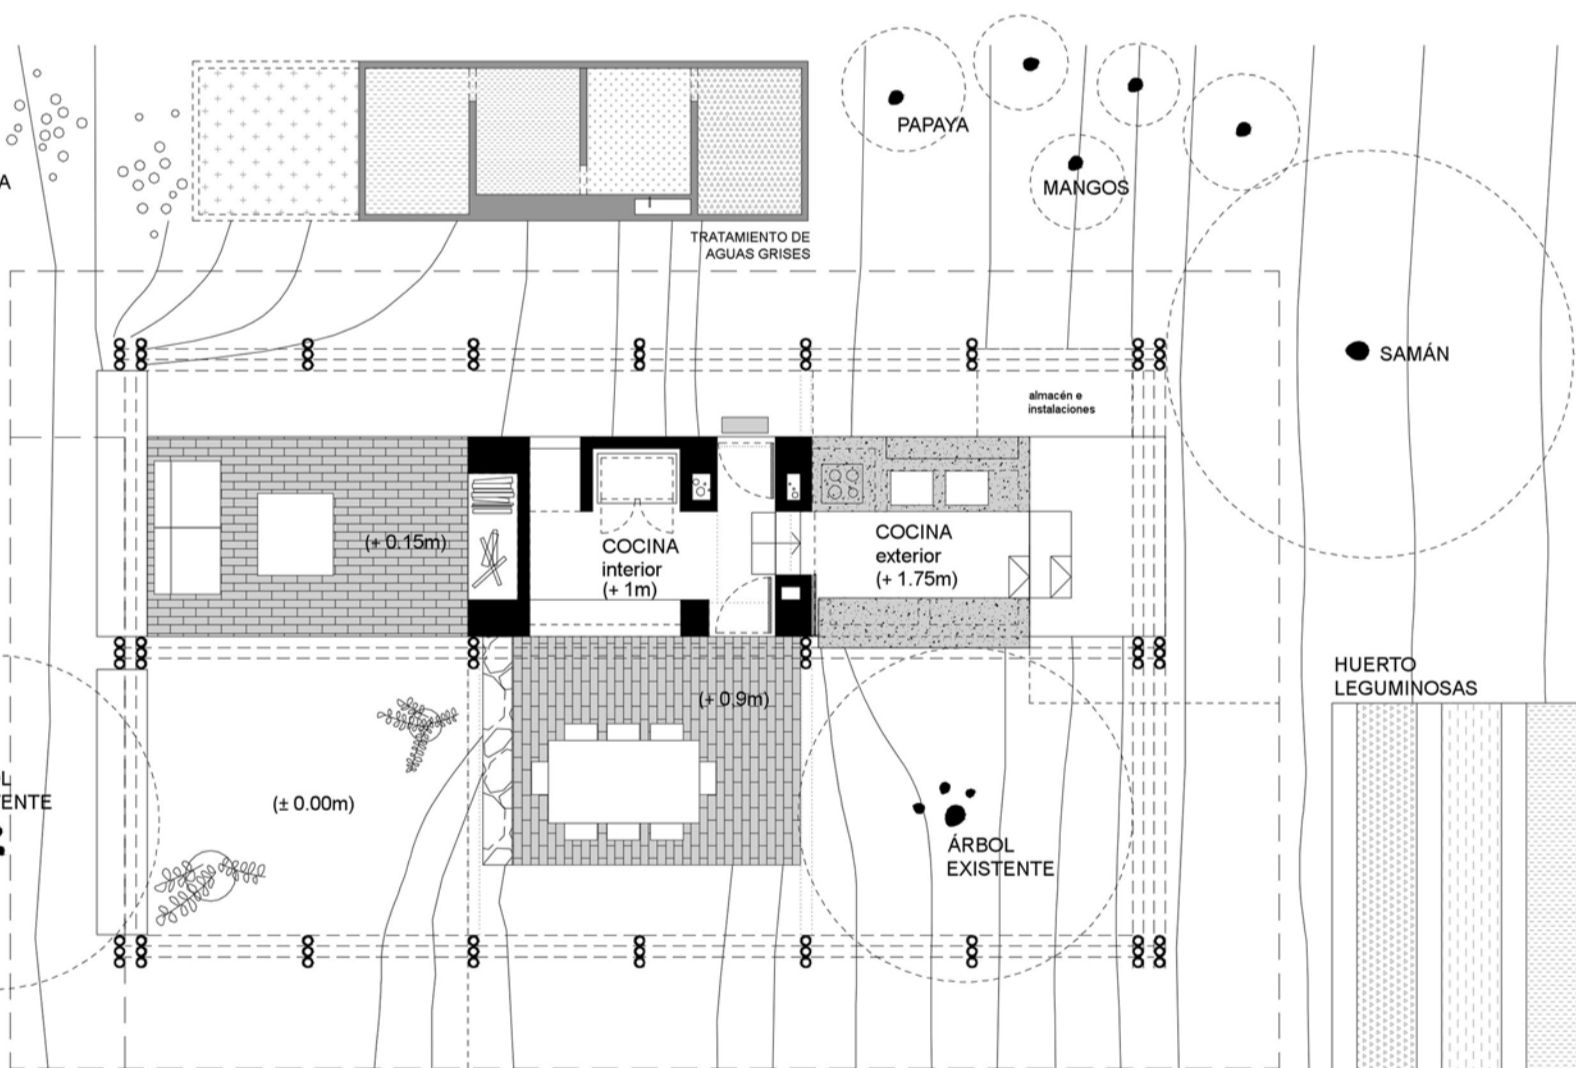 PAPAYA
A
MANGOS
TRATAMIENTO DE
AGUAS GRISES
SAMÁN
almacén e
instalaciones
(+ 0.15m)
COCINA
interior
(+ 1m)
COCINA
exterior
(+ 1.75m)
HUERTO
LEGUMINOSAS
(+ 0.9m)
L
ENTE
(± 0.00m)
ÁRBOL
EXISTENTE